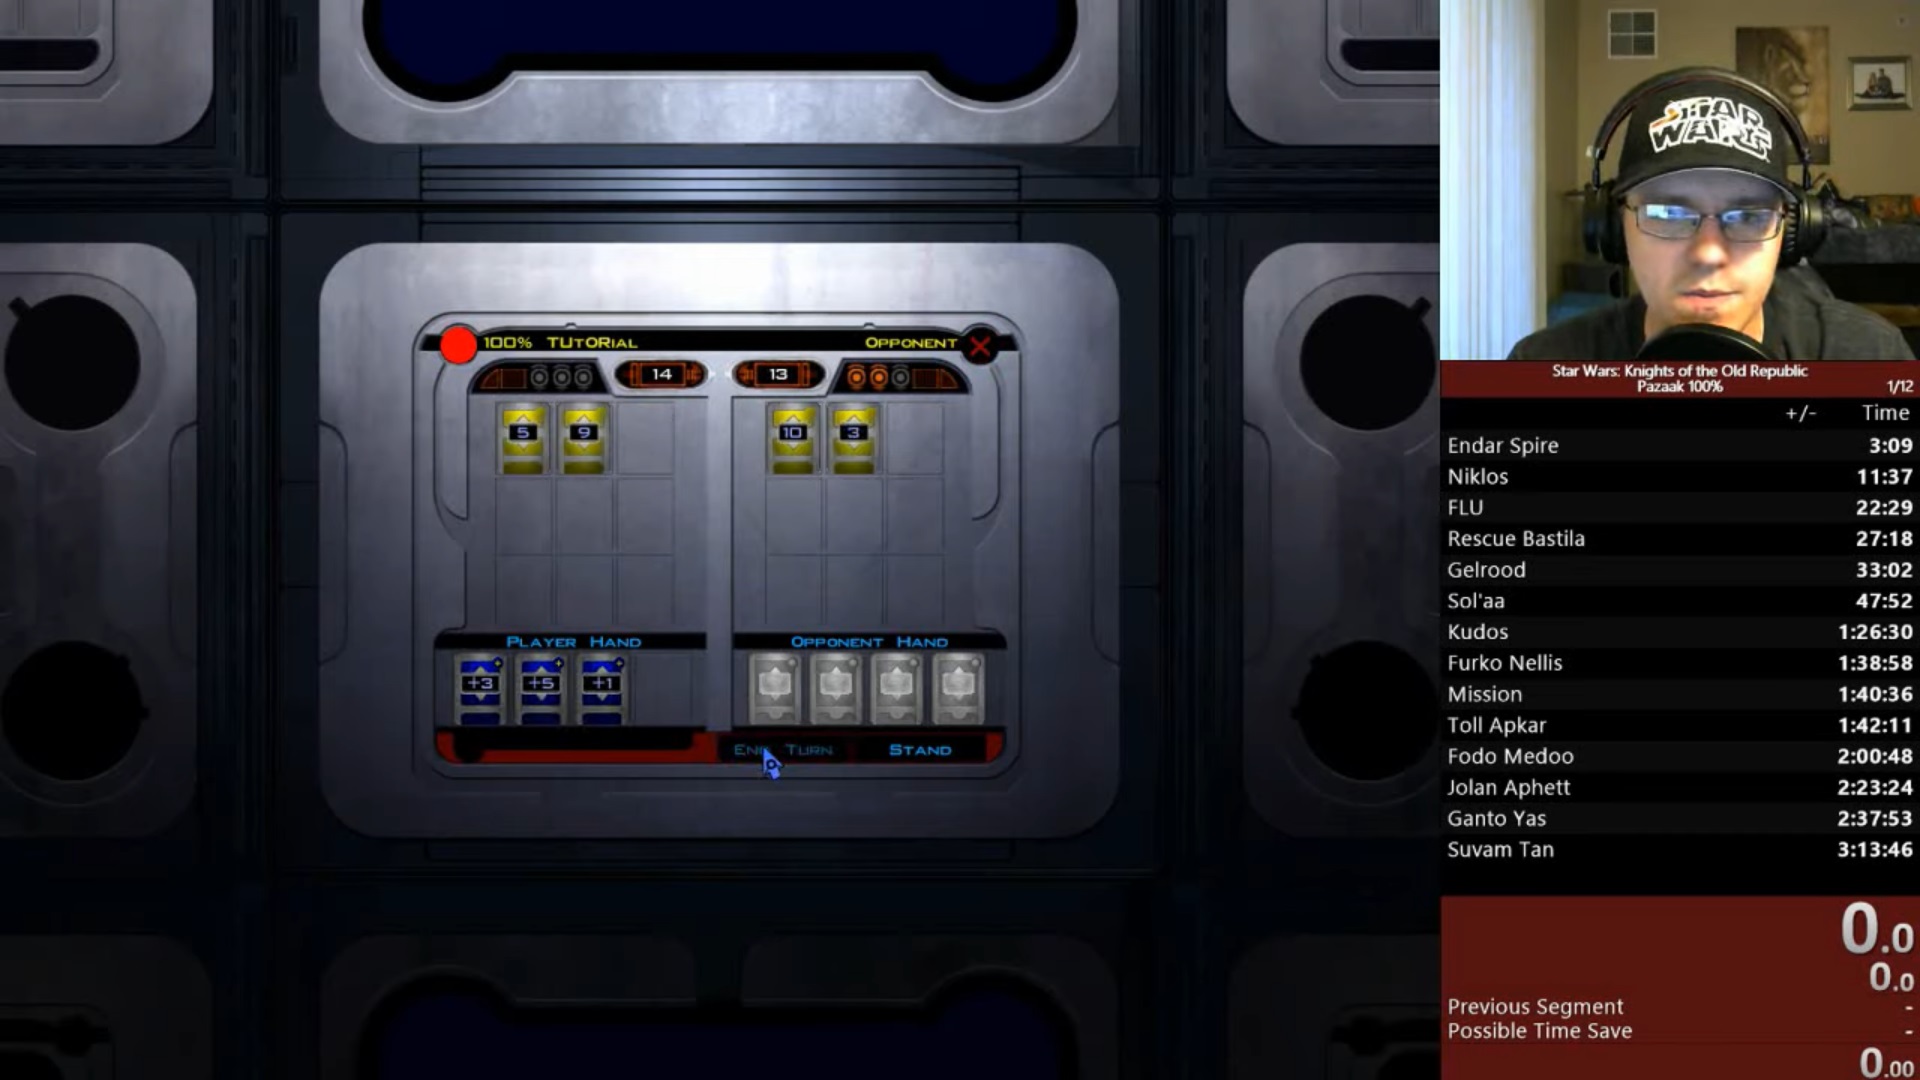 STAR
WARS
100% TUTORIAL
OPPONENT
14
13
5
9
10
3
PLAYER HAND
OPPONENT HAND
+3
+5
+1
END TURN
STAND
Star Wars: Knights of the Old Republic
Pazaak 100%
1/12
+/- Time
Endar Spire 3:09
Niklos 11:37
FLU 22:29
Rescue Bastila 27:18
Gelrood 33:02
Sol'aa 47:52
Kudos 1:26:30
Furko Nellis 1:38:58
Mission 1:40:36
Toll Apkar 1:42:11
Fodo Medoo 2:00:48
Jolan Aphett 2:23:24
Ganto Yas 2:37:53
Suvam Tan 3:13:46
0.0
0.0
Previous Segment -
Possible Time Save -
0.00